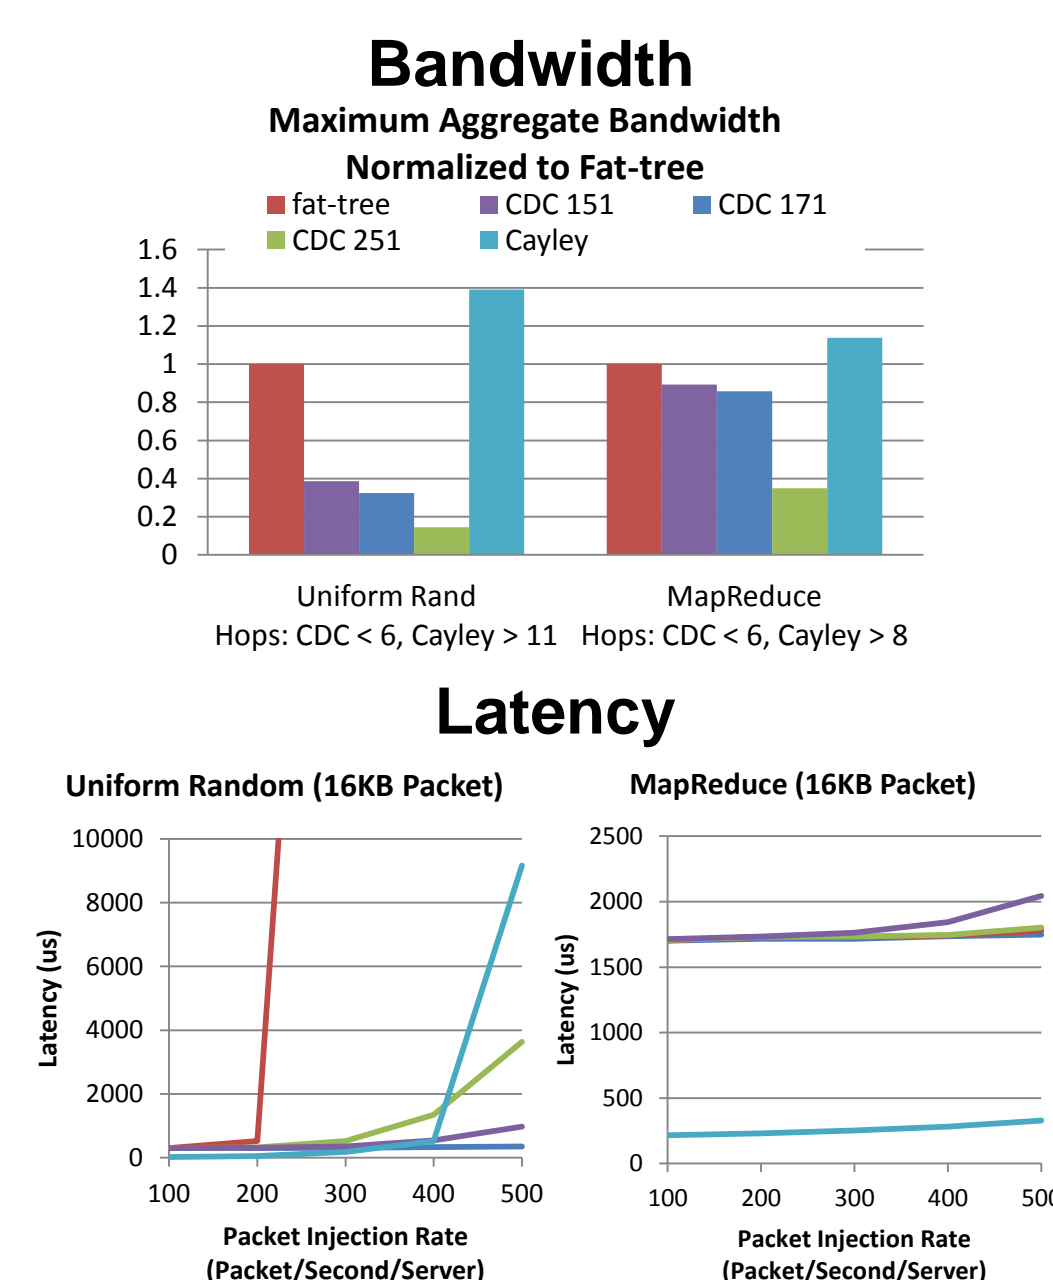 Bandwidth
Maximum Aggregate Bandwidth
Normalized to Fat-tree
fat-tree CDC 151 CDC 171
CDC 251 Cayley
1.6
1.4
1.2
1
0.8
0.6
0.4
0.2
0
Uniform Rand MapReduce
Hops: CDC < 6, Cayley > 11 Hops: CDC < 6, Cayley > 8
Latency
Uniform Random (16KB Packet)
Latency (us)
10000
8000
6000
4000
2000
0
100 200 300 400 500
Packet Injection Rate
(Packet/Second/Server)
MapReduce (16KB Packet)
Latency (us)
2500
2000
1500
1000
500
0
100 200 300 400 500
Packet Injection Rate
(Packet/Second/Server)